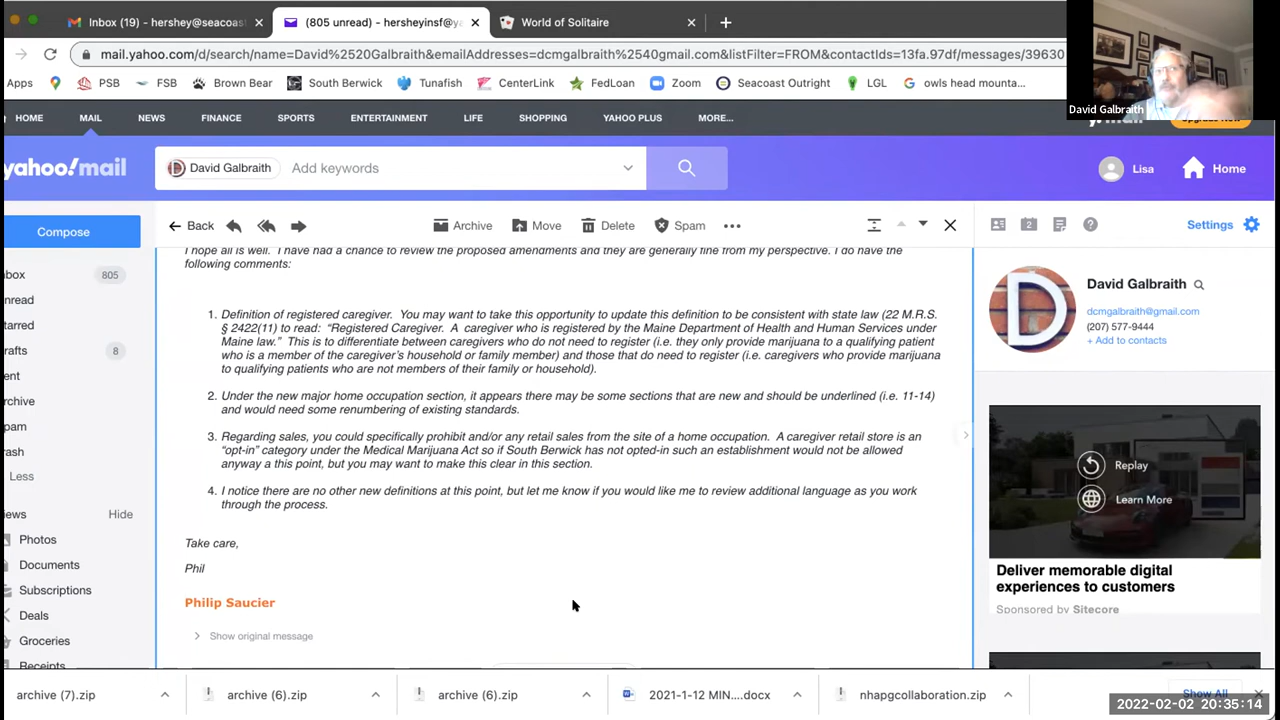 Inbox (19) - hershey@seacoas
(805 unread) - hersheyinsf@y
World of Solitaire
mail.yahoo.com/d/search/name=David%2520Galbraith&emailAddresses=dcmgalbraith%2540gmail.com&listFilter=FROM&contactIds=13fa.97df/messages/39630
Apps PSB FSB Brown Bear South Berwick Tunafish CenterLink FedLoan Zoom Seacoast Outright LGL owls head mounta...
David Galbraith
HOME MAIL NEWS FINANCE SPORTS ENTERTAINMENT LIFE SHOPPING YAHOO PLUS MORE...
yahoo!mail
David Galbraith Add keywords
Lisa Home
Compose
Back Archive Move Delete Spam
Settings
I hope all is well. I have had a chance to review the proposed amendments and they are generally fine from my perspective. I do have the
following comments:
1. Definition of registered caregiver. You may want to take this opportunity to update this definition to be consistent with state law (22 M.R.S.
§ 2422(11) to read: “Registered Caregiver. A caregiver who is registered by the Maine Department of Health and Human Services under
Maine law.” This is to differentiate between caregivers who do not need to register (i.e. they only provide marijuana to a qualifying patient
who is a member of the caregiver's household or family member) and those that do need to register (i.e. caregivers who provide marijuana
to qualifying patients who are not members of their family or household).
2. Under the new major home occupation section, it appears there may be some sections that are new and should be underlined (i.e. 11-14)
and would need some renumbering of existing standards.
3. Regarding sales, you could specifically prohibit and/or any retail sales from the site of a home occupation. A caregiver retail store is an
“opt-in” category under the Medical Marijuana Act so if South Berwick has not opted-in such an establishment would not be allowed
anyway a this point, but you may want to make this clear in this section.
4. I notice there are no other new definitions at this point, but let me know if you would like me to review additional language as you work
through the process.
Take care,
Phil
Philip Saucier
Show original message
nbox 805
nread
tarred
rafts 8
ent
rchive
pam
rash
Less
iews Hide
Photos
Documents
Subscriptions
Deals
Groceries
Receipts
David Galbraith
dcmgalbraith@gmail.com
(207) 577-9444
+ Add to contacts
Replay
Learn More
Deliver memorable digital
experiences to customers
Sponsored by Sitecore
archive (7).zip
archive (6).zip
archive (6).zip
2021-1-12 MIN....docx
nhapgcollaboration.zip
Show All
2022-02-02 20:35:14